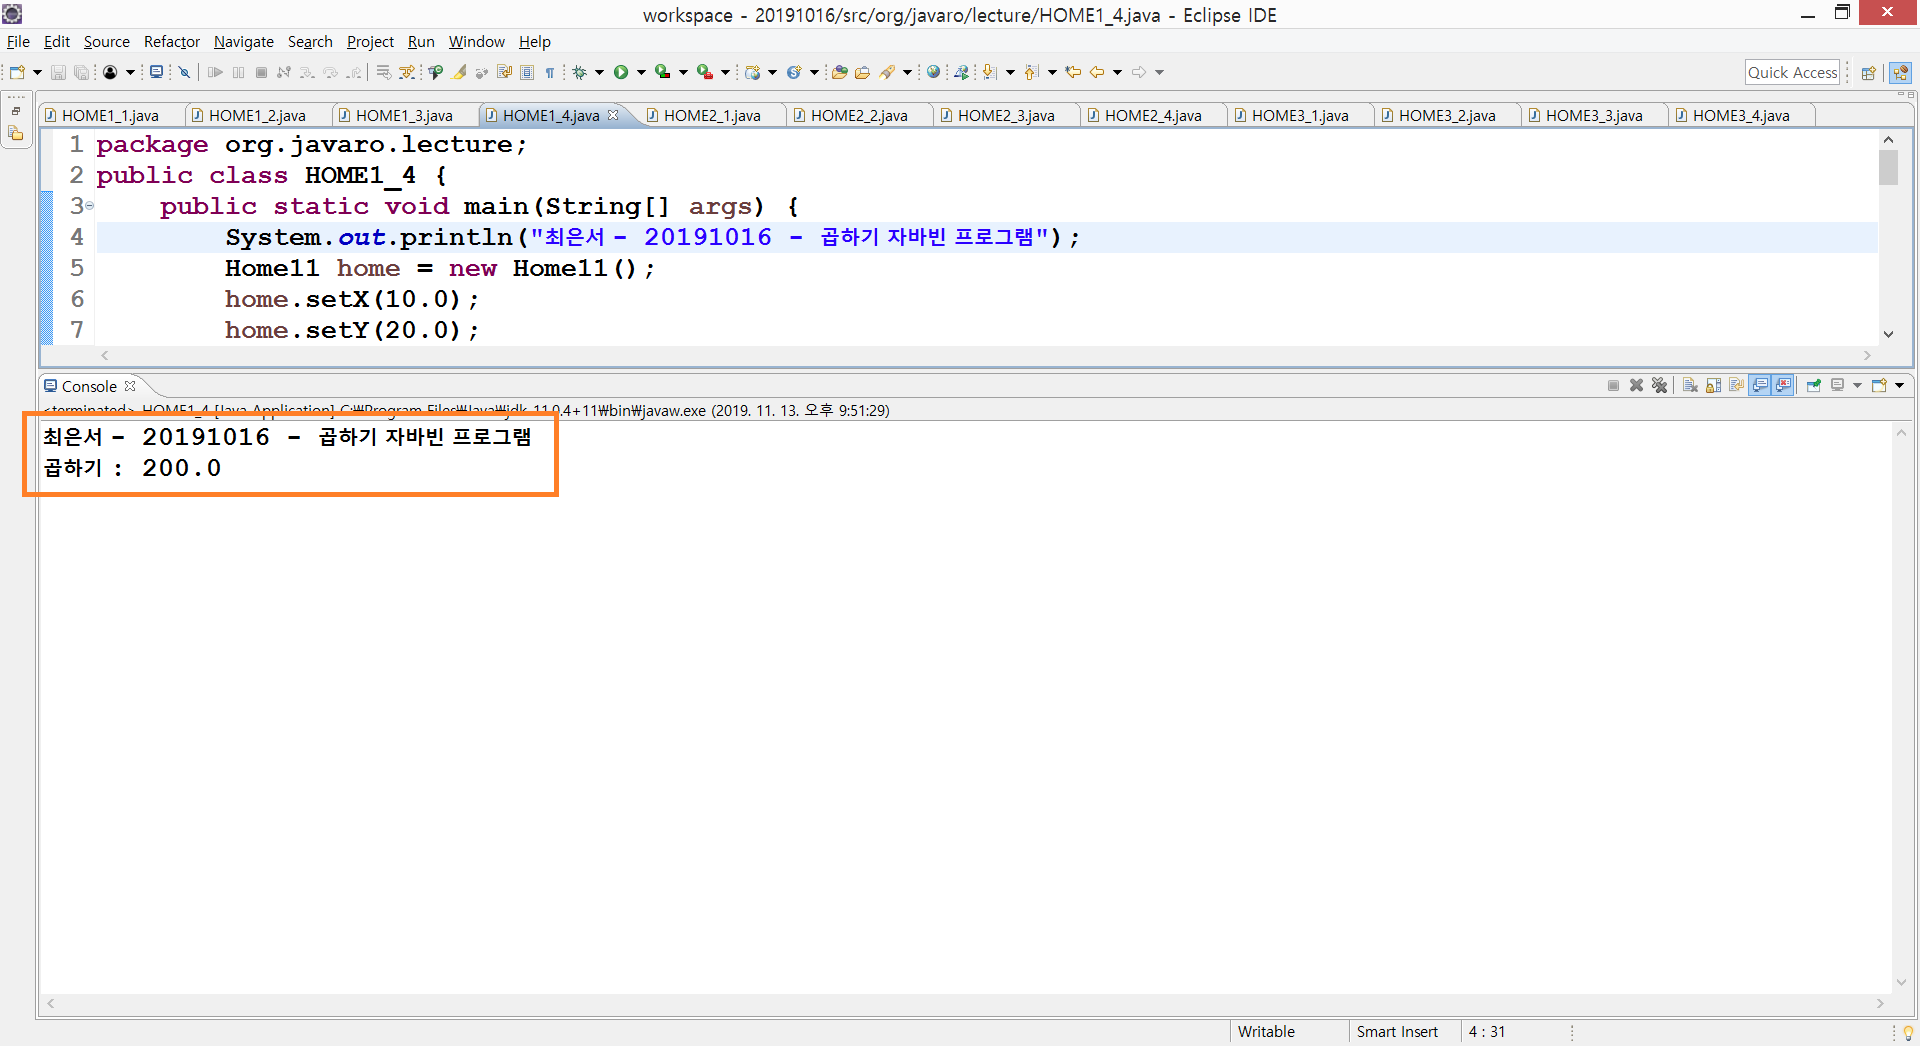 workspace - 20191016/src/org/javaro/lecture/HOME1_4.java - Eclipse IDE
File Edit Source Refactor Navigate Search Project Run Window Help
Quick Access
HOME1_1.java HOME1_2.java HOME1_3.java HOME1_4.java HOME2_1.java HOME2_2.java HOME2_3.java HOME2_4.java HOME3_1.java HOME3_2.java HOME3_3.java HOME3_4.java
1 package org.javaro.lecture;
2 public class HOME1_4 {
3 public static void main(String[] args) {
4 System.out.println("최은서 - 20191016 - 곱하기 자바빈 프로그램");
5 Home11 home = new Home11();
6 home.setX(10.0);
7 home.setY(20.0);
Console
<terminated> HOME1_4 [Java Application] C:₩Program Files₩Java₩jdk-11.0.4+11₩bin₩javaw.exe (2019. 11. 13. 오후 9:51:29)
최은서 - 20191016 - 곱하기 자바빈 프로그램
곱하기 : 200.0
Writable Smart Insert 4 : 31